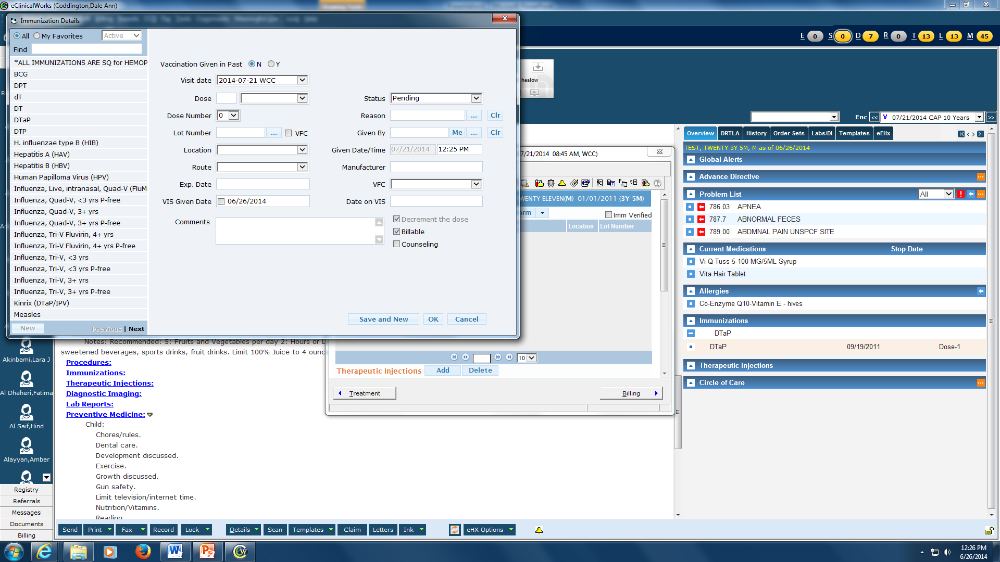 eClinicalWorks (Coddington,Dale Ann)
Immunization Details
All My Favorites Active
Find
*ALL IMMUNIZATIONS ARE SQ for HEMOP
BCG
DPT
dT
DT
DTaP
DTP
H. influenzae type B (HIB)
Hepatitis A (HAV)
Hepatitis B (HBV)
Human Papilloma Virus (HPV)
Influenza, Live, intranasal, Quad-V (FluMi
Influenza, Quad-V, <3 yrs P-free
Influenza, Quad-V, 3+ yrs
Influenza, Quad-V, 3+ yrs P-free
Influenza, Tri-V Fluvirin, 4+ yrs
Influenza, Tri-V Fluvirin, 4+ yrs P-free
Influenza, Tri-V, <3 yrs
Influenza, Tri-V, <3 yrs P-free
Influenza, Tri-V, 3+ yrs
Influenza, Tri-V, 3+ yrs P-free
Kinrix (DTaP/IPV)
Measles
New Previous | Next
Vaccination Given in Past N Y
Visit date 2014-07-21 WCC
Dose Status Pending
Dose Number 0 Reason ... Clr
Lot Number ... VFC Given By Me ... Clr
Location Given Date/Time 07/21/2014 12:25 PM
Route Manufacturer
Exp. Date VFC
VIS Given Date 06/26/2014 Date on VIS
Comments Decrement the dose
Billable
Counseling
Save and New OK Cancel
E 0 S 0 D 7 R 0 T 13 L 13 M 45
healow
Enc << V 07/21/2014 CAP 10 Years >>
Overview DRTLA History Order Sets Labs/DI Templates eEHx
TEST, TWENTY 3Y 5M, M as of 06/26/2014
Global Alerts
Advance Directive
Problem List All
786.03 APNEA
787.7 ABNORMAL FECES
789.00 ABDMNAL PAIN UNSPCF SITE
Current Medications Stop Date
Vi-Q-Tuss 5-100 MG/5ML Syrup
Vita Hair Tablet
Allergies
Co-Enzyme Q10-Vitamin E - hives
Immunizations
DTaP
DTaP 09/19/2011 Dose-1
Therapeutic Injections
Circle of Care
7/21/2014 08:45 AM, WCC)
WENTY ELEVEN(M) 01/01/2011 (3Y 5M)
orm Imm Verified
Location Lot Number
10
Therapeutic Injections Add Delete
Treatment Billing
Notes: Recommended: 5: Fruits and Vegetables per day 2: Hours or L
sweetened beverages, sports drinks, fruit drinks. Limit 100% Juice to 4 ounc
Procedures:
Immunizations:
Therapeutic Injections:
Diagnostic Imaging:
Lab Reports:
Preventive Medicine:
Child:
Chores/rules.
Dental care.
Development discussed.
Exercise.
Growth discussed.
Gun safety.
Limit television/internet time.
Nutrition/Vitamins.
Reading
Akinbami,Lara J
Al Dhaheri,Fatima
Al Saif,Hind
Alayyan,Amber
Registry
Referrals
Messages
Documents
Billing
Send Print Fax Record Lock Details Scan Templates Claim Letters Ink eHX Options
12:26 PM
6/26/2014